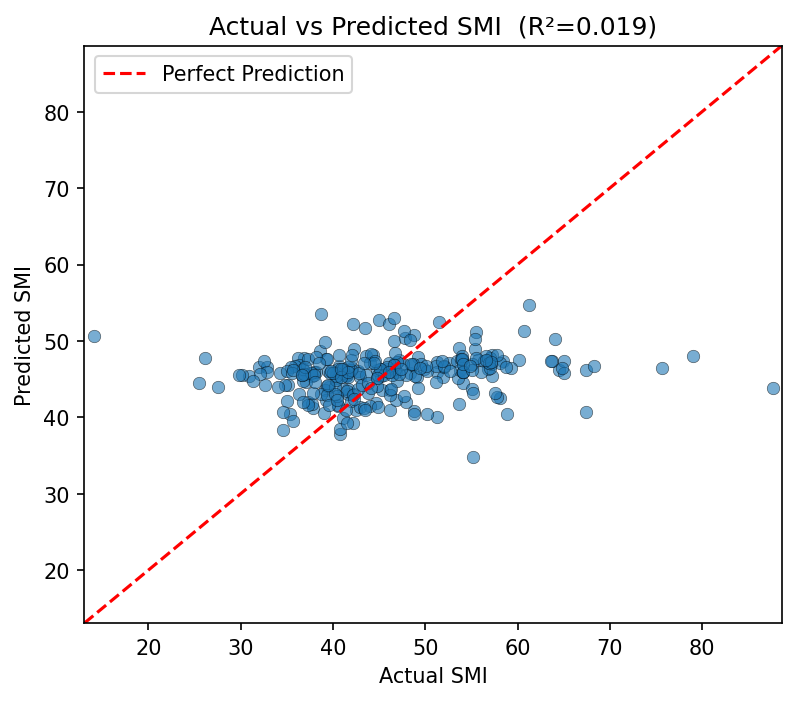 Actual vs Predicted SMI (R²=0.019)
Perfect Prediction
Predicted SMI
80
70
60
50
40
30
20
20 30 40 50 60 70 80
Actual SMI